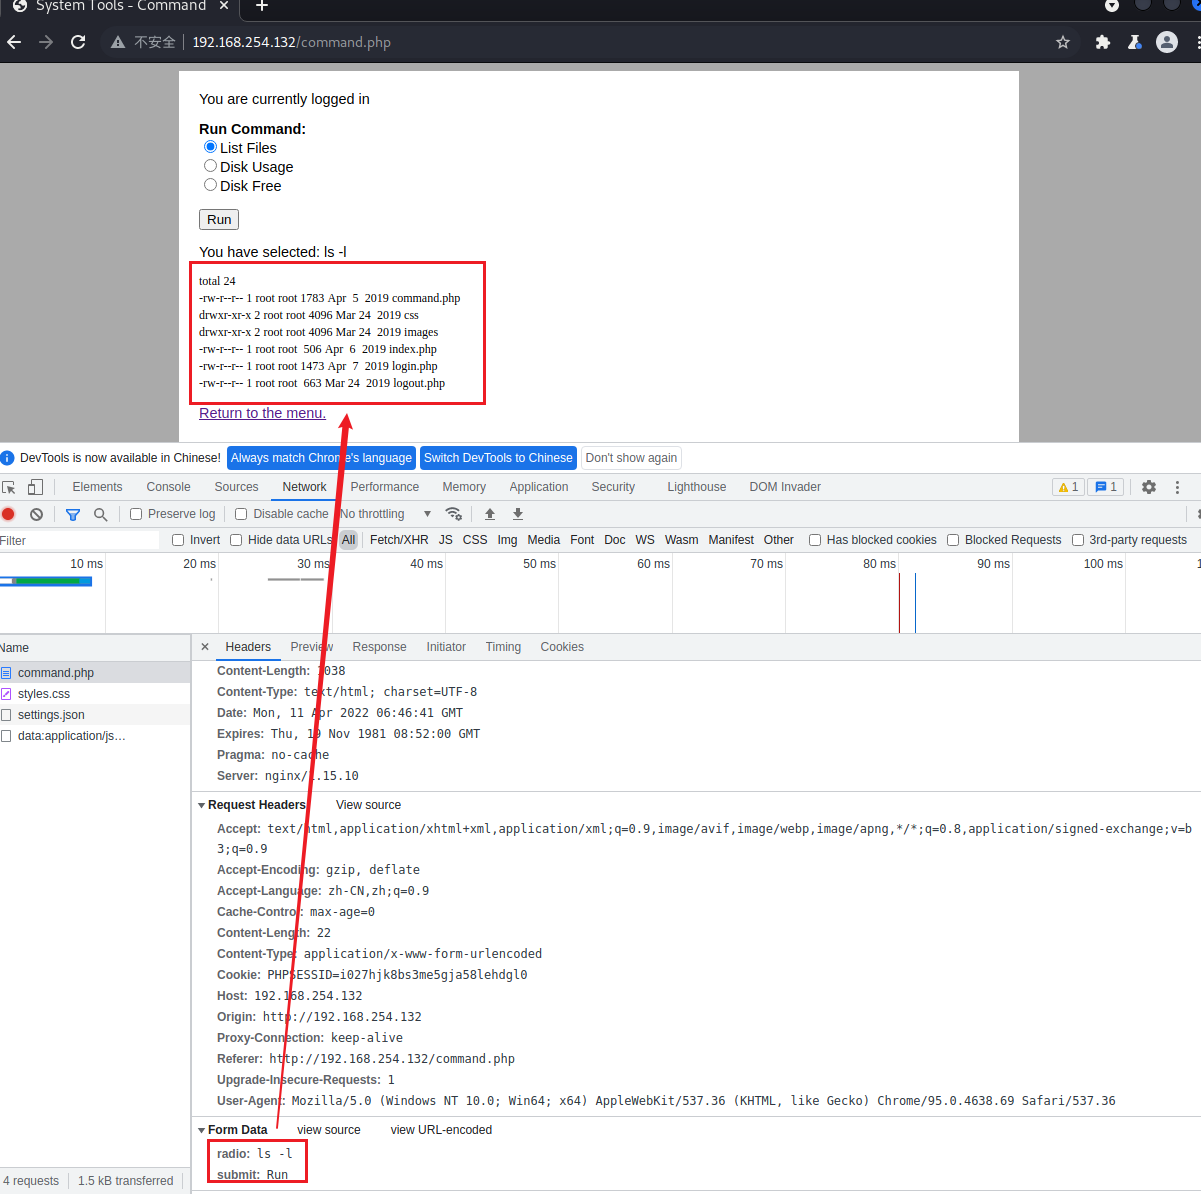 System Tools - Command
不安全 192.168.254.132/command.php
You are currently logged in
Run Command:
List Files
Disk Usage
Disk Free
Run
You have selected: ls -l
total 24
-rw-r--r-- 1 root root 1783 Apr  5  2019 command.php
drwxr-xr-x 2 root root 4096 Mar 24  2019 css
drwxr-xr-x 2 root root 4096 Mar 24  2019 images
-rw-r--r-- 1 root root  506 Apr  6  2019 index.php
-rw-r--r-- 1 root root 1473 Apr  7  2019 login.php
-rw-r--r-- 1 root root  663 Mar 24  2019 logout.php
Return to the menu.
DevTools is now available in Chinese! Always match Chrome's language Switch DevTools to Chinese Don't show again
Elements Console Sources Network Performance Memory Application Security Lighthouse DOM Invader 1 1
Preserve log Disable cache No throttling
Filter Invert Hide data URLs All Fetch/XHR JS CSS Img Media Font Doc WS Wasm Manifest Other Has blocked cookies Blocked Requests 3rd-party requests
10 ms 20 ms 30 ms 40 ms 50 ms 60 ms 70 ms 80 ms 90 ms 100 ms
Name
command.php
styles.css
settings.json
data:application/js…
4 requests 1.5 kB transferred
Headers Preview Response Initiator Timing Cookies
Content-Length: 1038
Content-Type: text/html; charset=UTF-8
Date: Mon, 11 Apr 2022 06:46:41 GMT
Expires: Thu, 19 Nov 1981 08:52:00 GMT
Pragma: no-cache
Server: nginx/1.15.10
Request Headers View source
Accept: text/html,application/xhtml+xml,application/xml;q=0.9,image/avif,image/webp,image/apng,*/*;q=0.8,application/signed-exchange;v=b
3;q=0.9
Accept-Encoding: gzip, deflate
Accept-Language: zh-CN,zh;q=0.9
Cache-Control: max-age=0
Content-Length: 22
Content-Type: application/x-www-form-urlencoded
Cookie: PHPSESSID=i027hjk8bs3me5gja58lehdgl0
Host: 192.168.254.132
Origin: http://192.168.254.132
Proxy-Connection: keep-alive
Referer: http://192.168.254.132/command.php
Upgrade-Insecure-Requests: 1
User-Agent: Mozilla/5.0 (Windows NT 10.0; Win64; x64) AppleWebKit/537.36 (KHTML, like Gecko) Chrome/95.0.4638.69 Safari/537.36
Form Data view source view URL-encoded
radio: ls -l
submit: Run